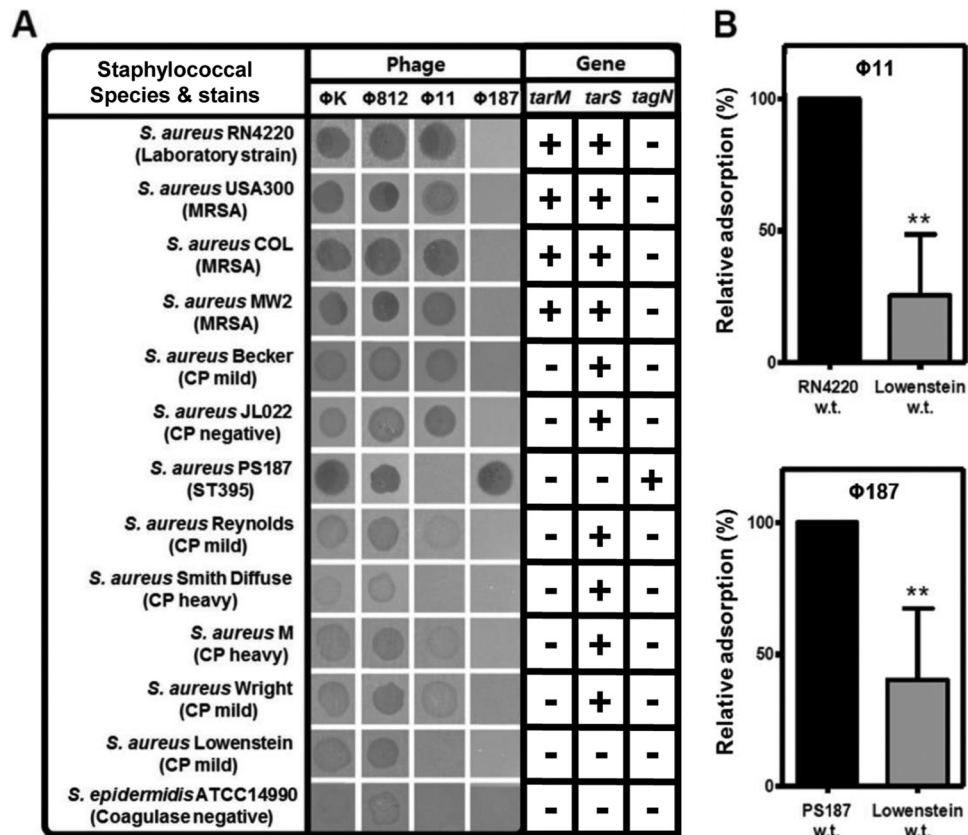 A
Staphylococcal
Species & stains
Phage
Gene
ΦK Φ812 Φ11 Φ187 tarM tarS tagN
S. aureus RN4220
(Laboratory strain)
+ + -
S. aureus USA300
(MRSA)
+ + -
S. aureus COL
(MRSA)
+ + -
S. aureus MW2
(MRSA)
+ + -
S. aureus Becker
(CP mild)
- + -
S. aureus JL022
(CP negative)
- + -
S. aureus PS187
(ST395)
- - +
S. aureus Reynolds
(CP mild)
- + -
S. aureus Smith Diffuse
(CP heavy)
- + -
S. aureus M
(CP heavy)
- + -
S. aureus Wright
(CP mild)
- + -
S. aureus Lowenstein
(CP mild)
- - -
S. epidermidis ATCC14990
(Coagulase negative)
- - -
B
Φ11
Relative adsorption (%)
100
50
0
**
RN4220 Lowenstein
w.t. w.t.
Φ187
Relative adsorption (%)
100
50
0
**
PS187 Lowenstein
w.t. w.t.